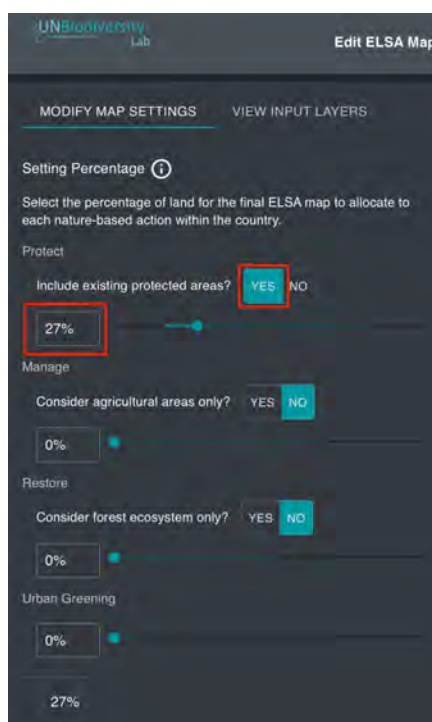 UNBiodiversity
Lab
Edit ELSA Map
MODIFY MAP SETTINGS VIEW INPUT LAYERS
Setting Percentage
Select the percentage of land for the final ELSA map to allocate to
each nature-based action within the country.
Protect
Include existing protected areas? YES NO
27%
Manage
Consider agricultural areas only? YES NO
0%
Restore
Consider forest ecosystem only? YES NO
0%
Urban Greening
0%
27%